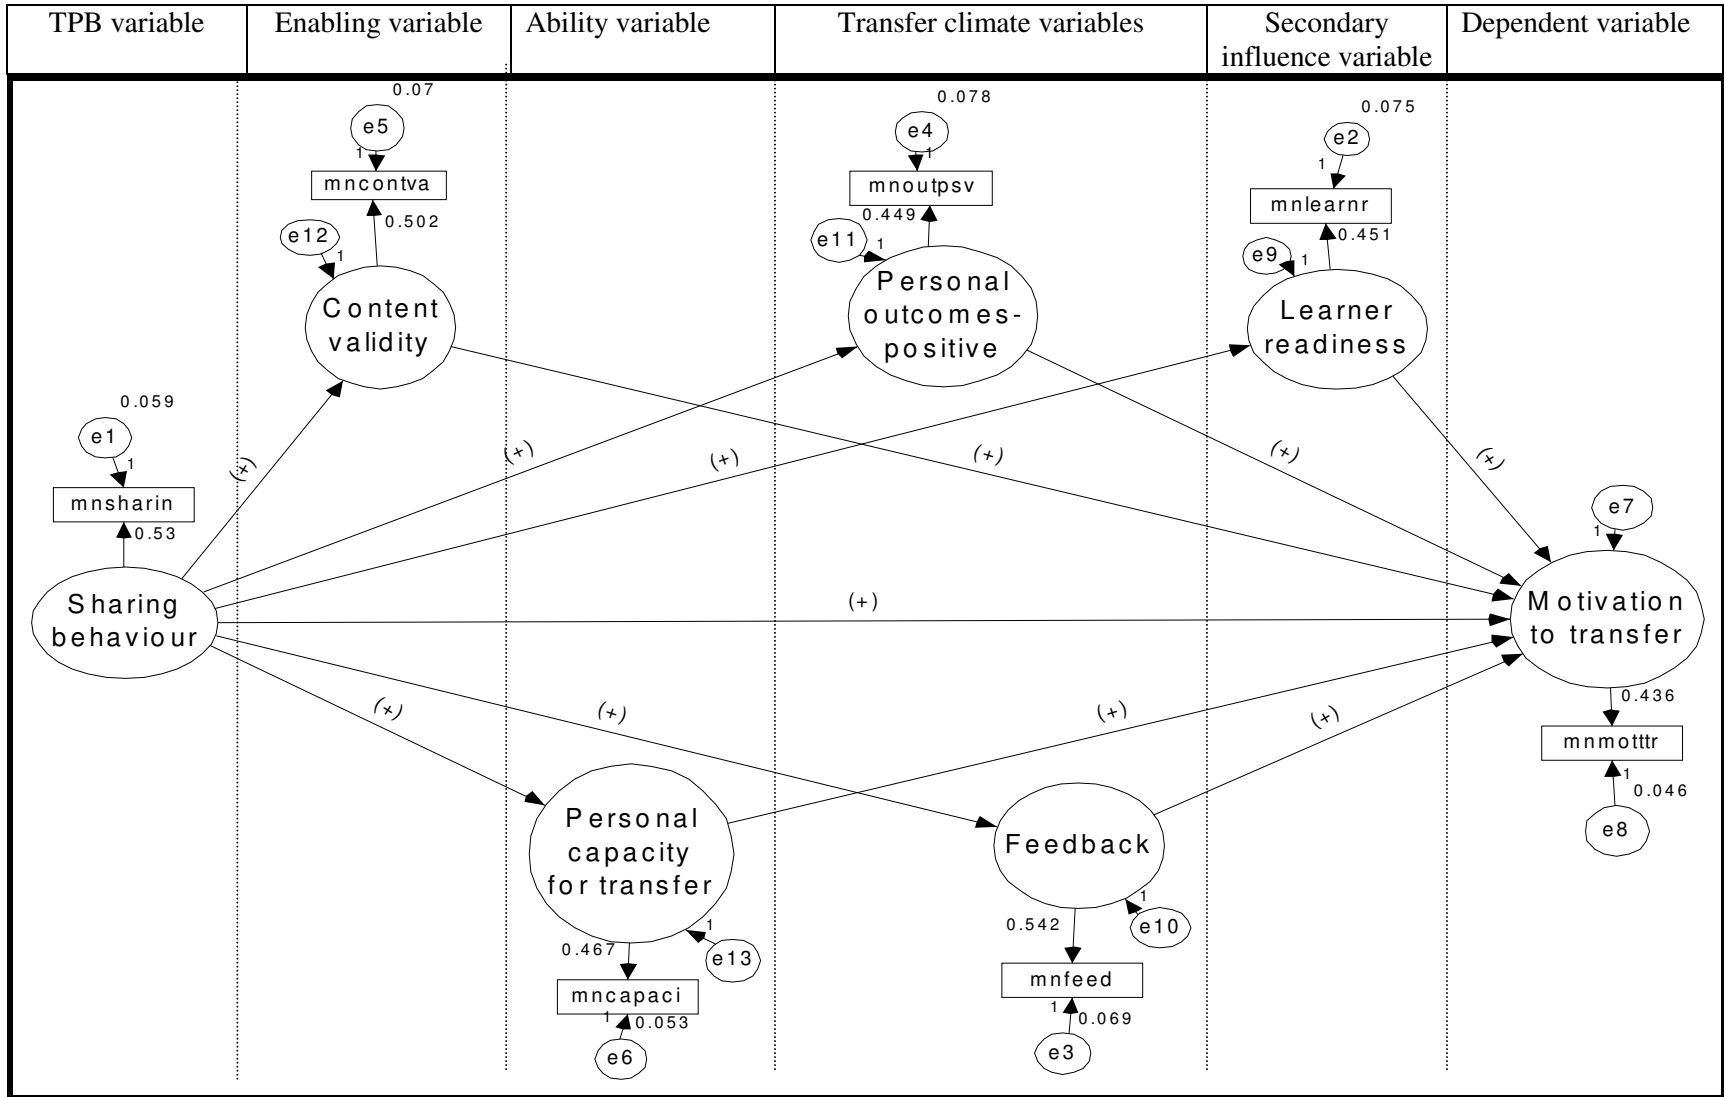 TPB variable
Enabling variable
Ability variable
Transfer climate variables
Secondary
influence variable
Dependent variable
0.07
e5
1
mncontva
0.502
e12
1
Content
validity
0.078
e4
1
mnoutpsv
0.449
e11
1
Personal
outcomes-
positive
0.075
e2
1
mnlearnr
0.451
e9
1
Learner
readiness
0.059
e1
1
mnsharin
0.53
Sharing
behaviour
(+)
(+)
(+)
(+)
(+)
(+)
(+)
(+)
(+)
(+)
(+)
e7
1
Motivation
to transfer
0.436
mnmotttr
1
0.046
e8
Personal
capacity
for transfer
0.467
1
e13
mncapaci
1
0.053
e6
Feedback
0.542
1
e10
mnfeed
1
0.069
e3